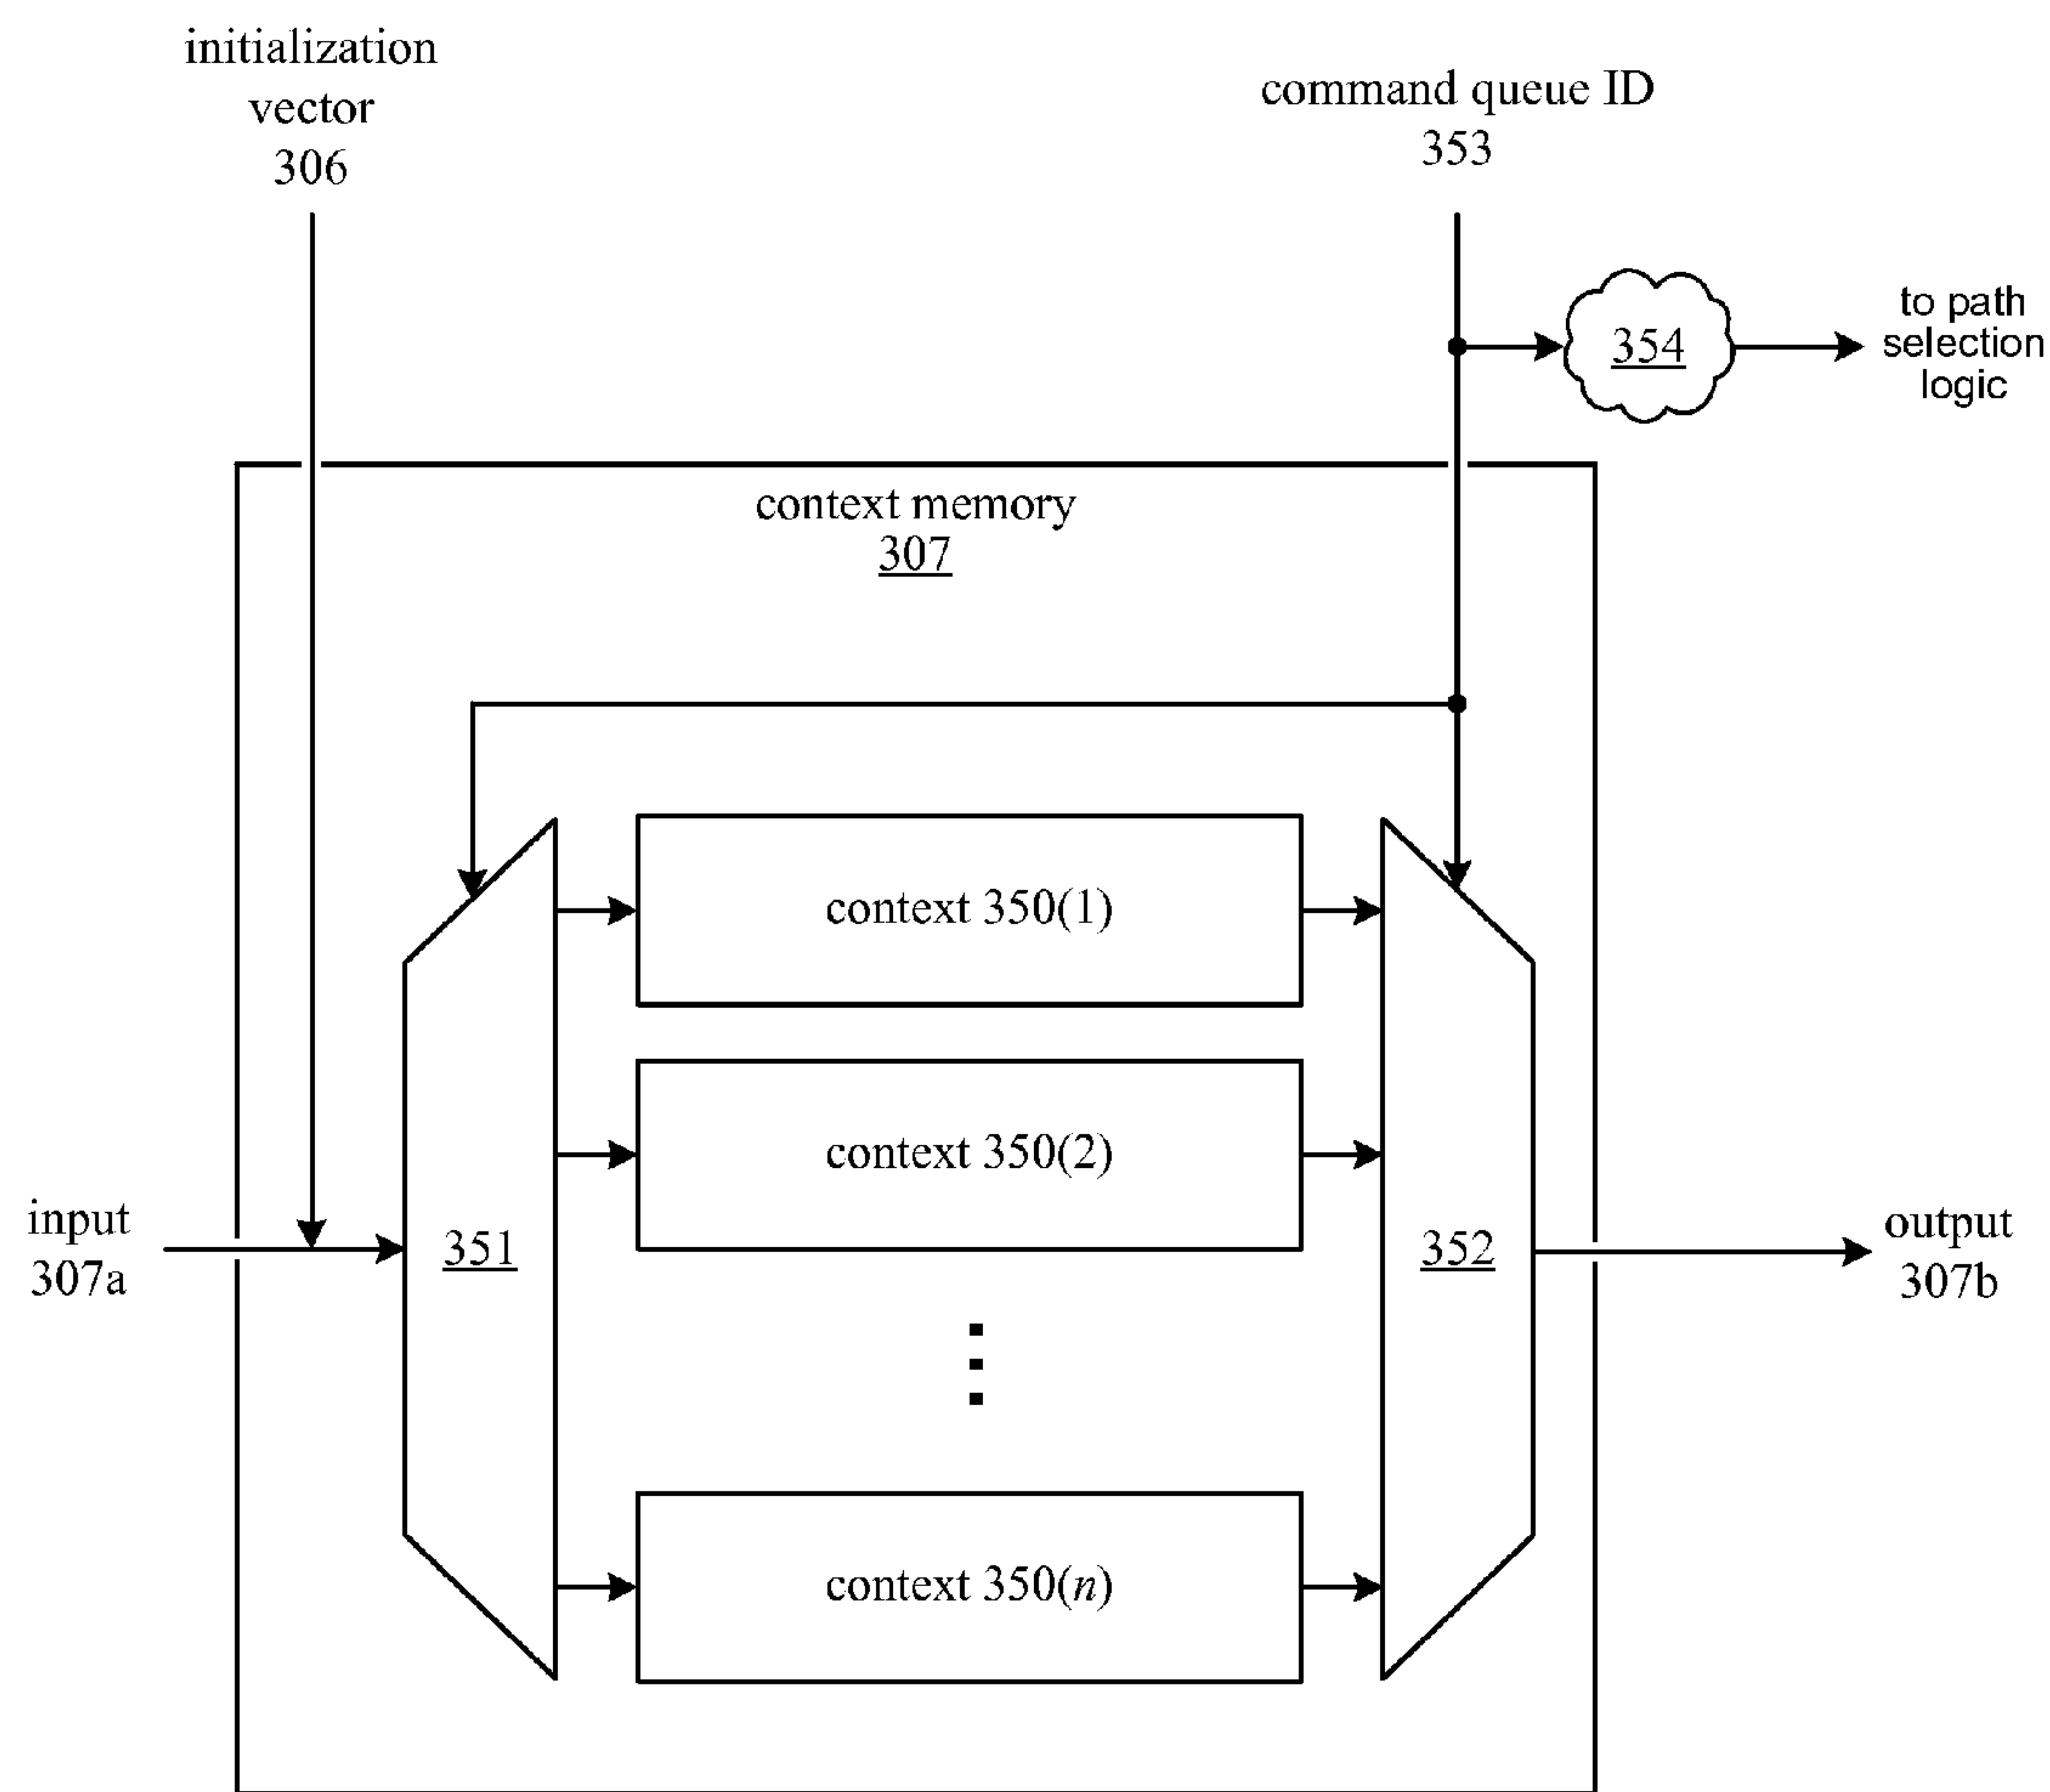 initialization
vector
306
command queue ID
353
354
to path
selection
logic
context memory
307
context 350(1)
context 350(2)
input
307a
351
352
output
307b
context 350(n)